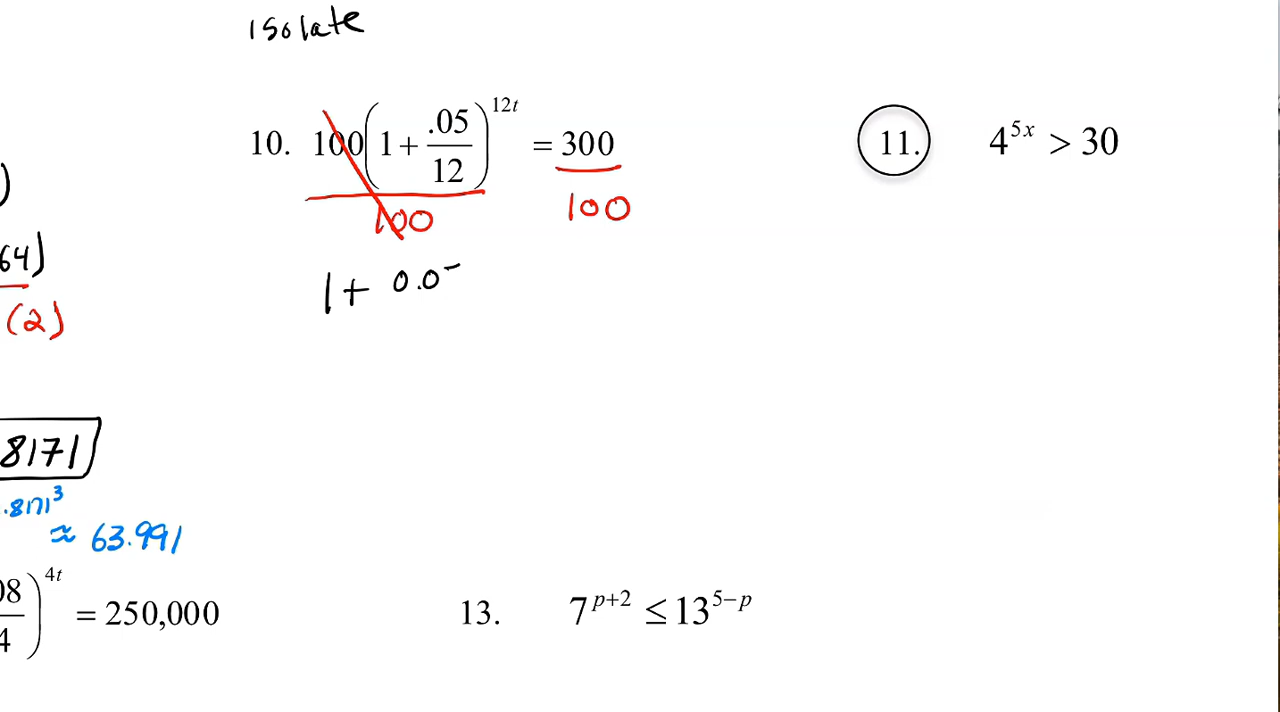 isolate
10. 100(1 + .05/12)^12t = 300
100 100
1 + 0.05
11. 4^5x > 30
)
64)
(2)
8171
.8171³
≈ 63.991
08/4)^4t = 250,000
13. 7^p+2 ≤ 13^5−p